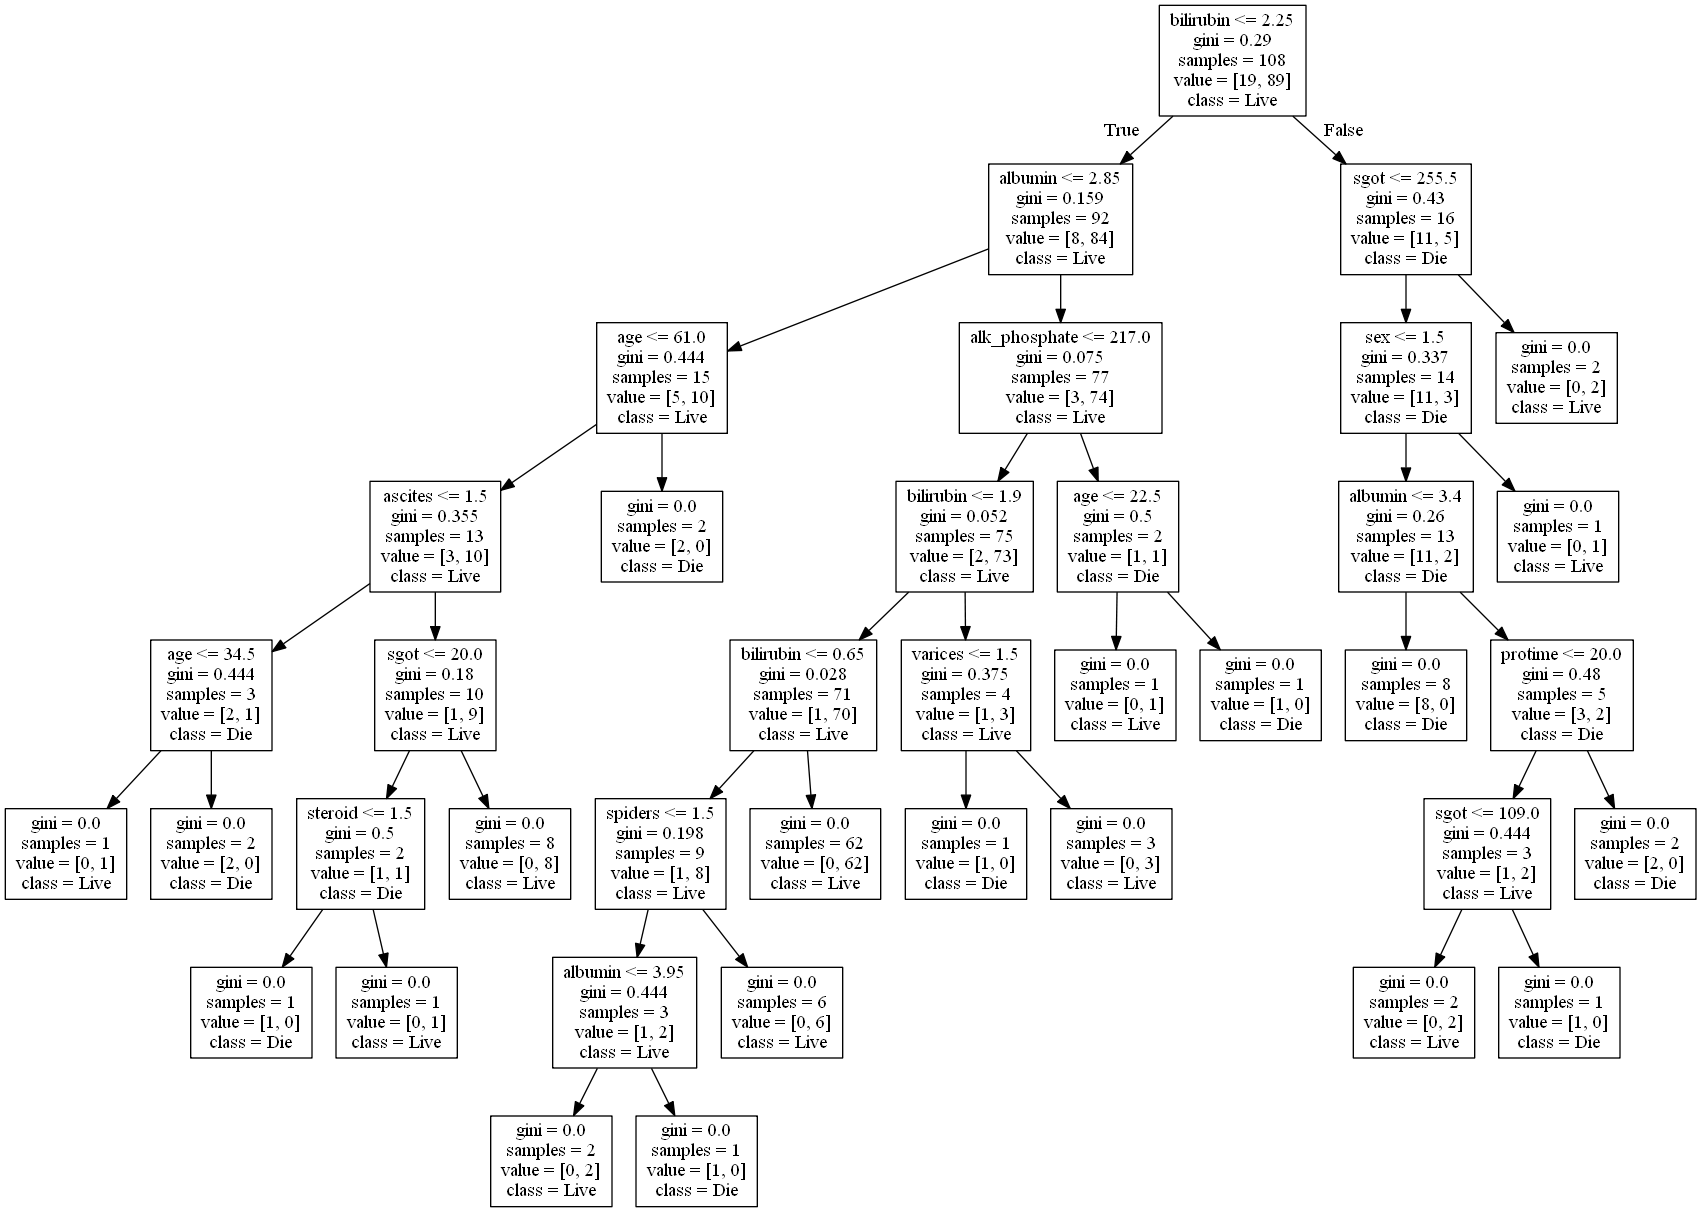 bilirubin <= 2.25
gini = 0.29
samples = 108
value = [19, 89]
class = Live
True
False
albumin <= 2.85
gini = 0.159
samples = 92
value = [8, 84]
class = Live
sgot <= 255.5
gini = 0.43
samples = 16
value = [11, 5]
class = Die
age <= 61.0
gini = 0.444
samples = 15
value = [5, 10]
class = Live
alk_phosphate <= 217.0
gini = 0.075
samples = 77
value = [3, 74]
class = Live
sex <= 1.5
gini = 0.337
samples = 14
value = [11, 3]
class = Die
gini = 0.0
samples = 2
value = [0, 2]
class = Live
ascites <= 1.5
gini = 0.355
samples = 13
value = [3, 10]
class = Live
gini = 0.0
samples = 2
value = [2, 0]
class = Die
bilirubin <= 1.9
gini = 0.052
samples = 75
value = [2, 73]
class = Live
age <= 22.5
gini = 0.5
samples = 2
value = [1, 1]
class = Die
albumin <= 3.4
gini = 0.26
samples = 13
value = [11, 2]
class = Die
gini = 0.0
samples = 1
value = [0, 1]
class = Live
age <= 34.5
gini = 0.444
samples = 3
value = [2, 1]
class = Die
sgot <= 20.0
gini = 0.18
samples = 10
value = [1, 9]
class = Live
bilirubin <= 0.65
gini = 0.028
samples = 71
value = [1, 70]
class = Live
varices <= 1.5
gini = 0.375
samples = 4
value = [1, 3]
class = Live
gini = 0.0
samples = 1
value = [0, 1]
class = Live
gini = 0.0
samples = 1
value = [1, 0]
class = Die
gini = 0.0
samples = 8
value = [8, 0]
class = Die
protime <= 20.0
gini = 0.48
samples = 5
value = [3, 2]
class = Die
gini = 0.0
samples = 1
value = [0, 1]
class = Live
gini = 0.0
samples = 2
value = [2, 0]
class = Die
steroid <= 1.5
gini = 0.5
samples = 2
value = [1, 1]
class = Die
gini = 0.0
samples = 8
value = [0, 8]
class = Live
spiders <= 1.5
gini = 0.198
samples = 9
value = [1, 8]
class = Live
gini = 0.0
samples = 62
value = [0, 62]
class = Live
gini = 0.0
samples = 1
value = [1, 0]
class = Die
gini = 0.0
samples = 3
value = [0, 3]
class = Live
sgot <= 109.0
gini = 0.444
samples = 3
value = [1, 2]
class = Live
gini = 0.0
samples = 2
value = [2, 0]
class = Die
gini = 0.0
samples = 1
value = [1, 0]
class = Die
gini = 0.0
samples = 1
value = [0, 1]
class = Live
albumin <= 3.95
gini = 0.444
samples = 3
value = [1, 2]
class = Live
gini = 0.0
samples = 6
value = [0, 6]
class = Live
gini = 0.0
samples = 2
value = [0, 2]
class = Live
gini = 0.0
samples = 1
value = [1, 0]
class = Die
gini = 0.0
samples = 2
value = [0, 2]
class = Live
gini = 0.0
samples = 1
value = [1, 0]
class = Die